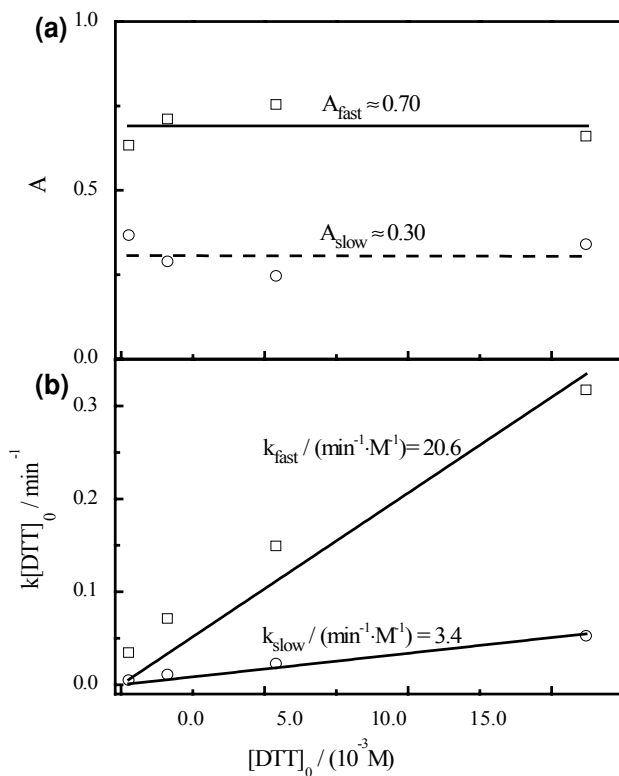 (a)
1.0
A_fast ≈ 0.70
0.5
A
A_slow ≈ 0.30
0.0
(b)
0.3
k_fast / (min^-1·M^-1) = 20.6
0.2
k[DTT]_0 / min^-1
0.1
k_slow / (min^-1·M^-1) = 3.4
0.0
0.0 5.0 10.0 15.0
[DTT]_0 / (10^-3 M)